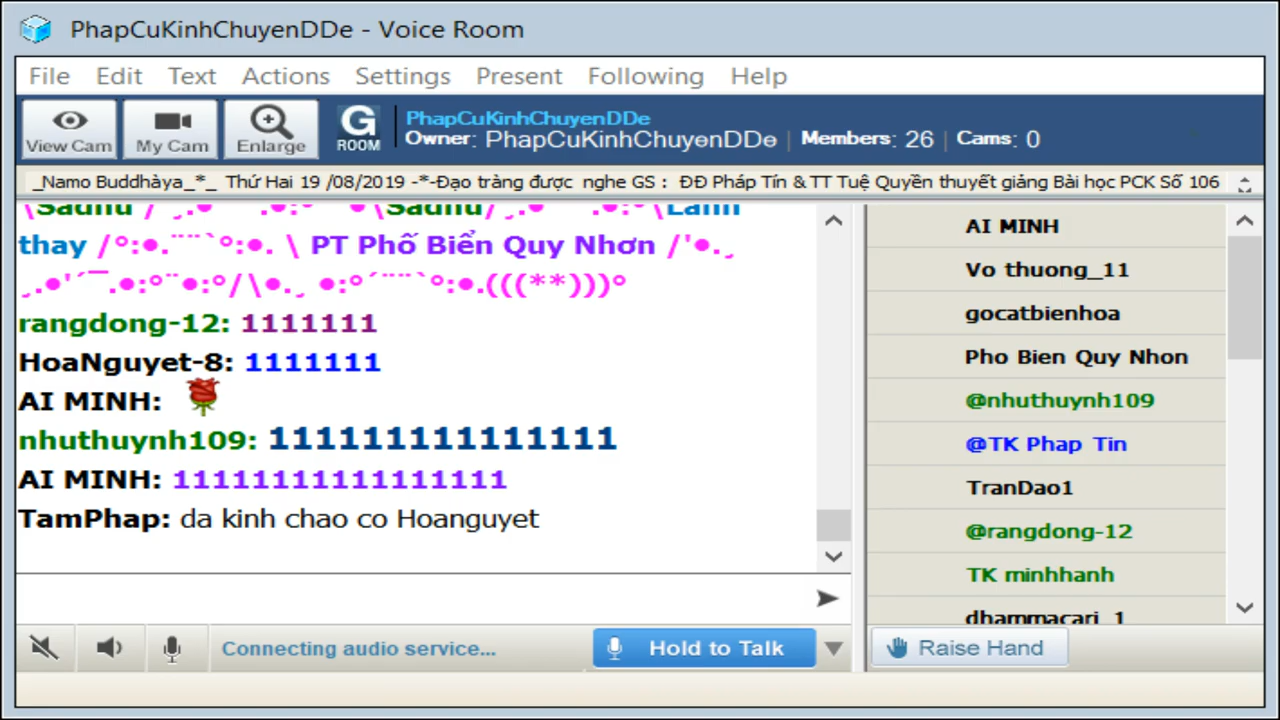 PhapCuKinhChuyenDDe - Voice Room
File Edit Text Actions Settings Present Following Help
View Cam My Cam Enlarge G ROOM
PhapCuKinhChuyenDDe
Owner: PhapCuKinhChuyenDDe | Members: 26 | Cams: 0
_Namo Buddhàya_*_ Thứ Hai 19 /08/2019 -*-Đạo tràng được nghe GS : ĐĐ Pháp Tín & TT Tuệ Quyền thuyết giảng Bài học PCK Số 106
\Sadhu / \Sadhu/ \Lành
thay /°:●.¨¨`°:●. \ PT Phố Biển Quy Nhơn /'●.¸
¸.●'´¯.●:°¨●:°/\●.¸ ●:°´¨¨`°:●.(((**)))°
rangdong-12: 1111111
HoaNguyet-8: 1111111
AI MINH:
nhuthuynh109: 111111111111111
AI MINH: 11111111111111111
TamPhap: da kinh chao co Hoanguyet
AI MINH
Vo thuong_11
gocatbienhoa
Pho Bien Quy Nhon
@nhuthuynh109
@TK Phap Tin
TranDao1
@rangdong-12
TK minhhanh
dhammacari_1
Connecting audio service... Hold to Talk Raise Hand